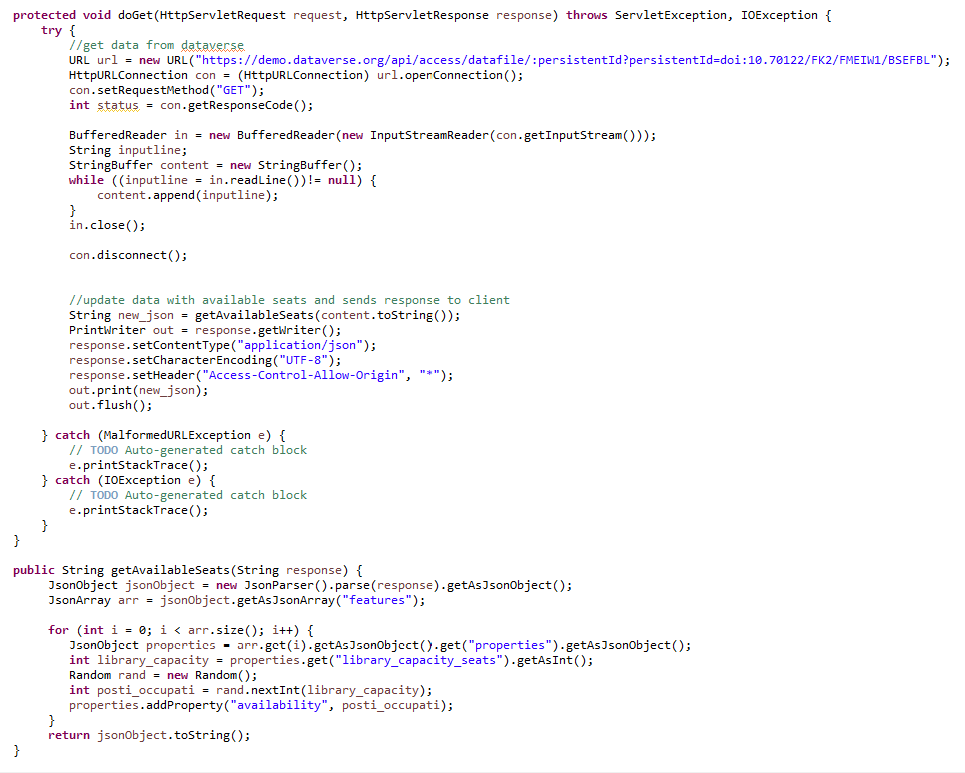 protected void doGet(HttpServletRequest request, HttpServletResponse response) throws ServletException, IOException {
try {
//get data from dataverse
URL url = new URL("https://demo.dataverse.org/api/access/datafile/:persistentId?persistentId=doi:10.70122/FK2/FMEIW1/BSEFBL");
HttpURLConnection con = (HttpURLConnection) url.operConnection();
con.setRequestMethod("GET");
int status = con.getResponseCode();
BufferedReader in = new BufferedReader(new InputStreamReader(con.getInputStream()));
String inputline;
StringBuffer content = new StringBuffer();
while ((inputline = in.readLine())!= null) {
content.append(inputline);
}
in.close();
con.disconnect();
//update data with available seats and sends response to client
String new_json = getAvailableSeats(content.toString());
PrintWriter out = response.getWriter();
response.setContentType("application/json");
response.setCharacterEncoding("UTF-8");
response.setHeader("Access-Control-Allow-Origin", "*");
out.print(new_json);
out.flush();
} catch (MalformedURLException e) {
// TODO Auto-generated catch block
e.printStackTrace();
} catch (IOException e) {
// TODO Auto-generated catch block
e.printStackTrace();
}
}
public String getAvailableSeats(String response) {
JsonObject jsonObject = new JsonParser().parse(response).getAsJsonObject();
JsonArray arr = jsonObject.getAsJsonArray("features");
for (int i = 0; i < arr.size(); i++) {
JsonObject properties = arr.get(i).getAsJsonObject().get("properties").getAsJsonObject();
int library_capacity = properties.get("library_capacity_seats").getAsInt();
Random rand = new Random();
int posti_occupati = rand.nextInt(library_capacity);
properties.addProperty("availability", posti_occupati);
}
return jsonObject.toString();
}